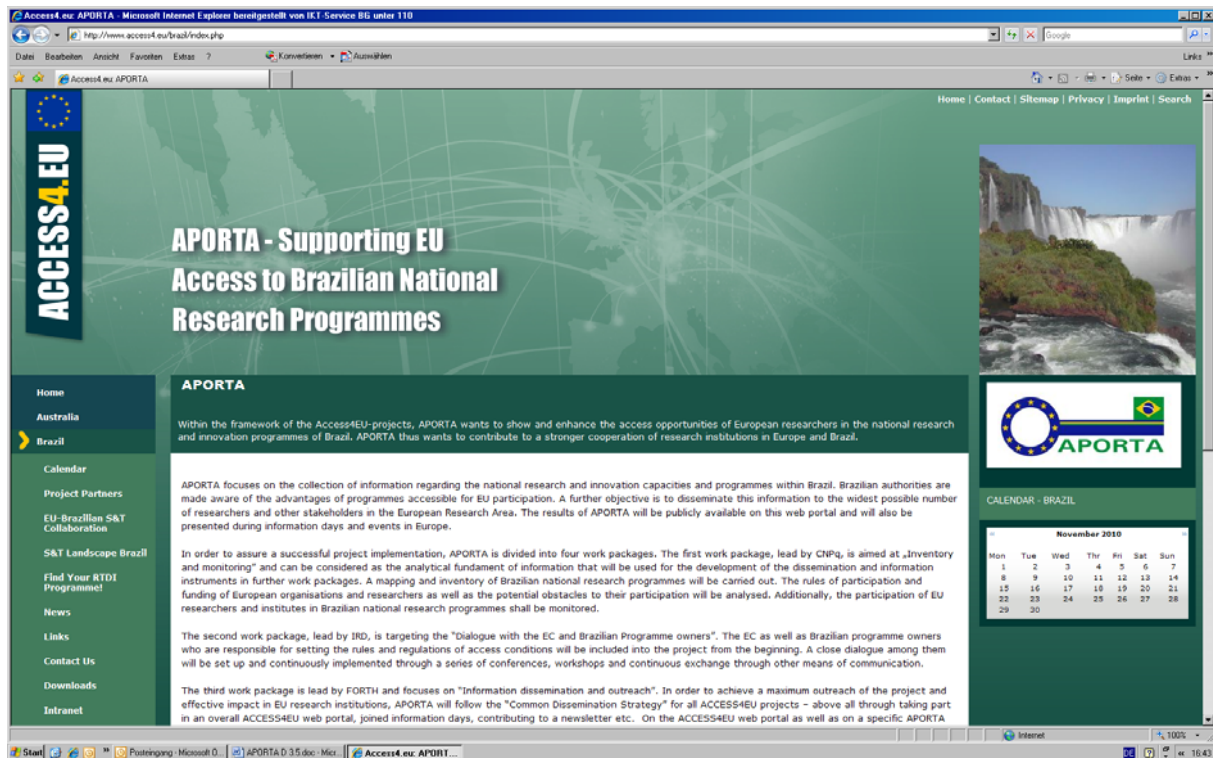 Access4.eu: APORTA - Microsoft Internet Explorer bereitgestellt von IKT-Service BG unter 110
http://www.access4.eu/brazil/index.php
Google
Datei Bearbeiten Ansicht Favoriten Extras ?
Konvertieren
Auswählen
Links
Access4.eu: APORTA
Seite
Extras
Home | Contact | Sitemap | Privacy | Imprint | Search
ACCESS4.EU
APORTA - Supporting EU
Access to Brazilian National
Research Programmes
Home
Australia
Brazil
Calendar
Project Partners
EU-Brazilian S&T
Collaboration
S&T Landscape Brazil
Find Your RTDI
Programme!
News
Links
Contact Us
Downloads
Intranet
APORTA
Within the framework of the Access4EU-projects, APORTA wants to show and enhance the access opportunities of European researchers in the national research
and innovation programmes of Brazil. APORTA thus wants to contribute to a stronger cooperation of research institutions in Europe and Brazil.
APORTA focuses on the collection of information regarding the national research and innovation capacities and programmes within Brazil. Brazilian authorities are
made aware of the advantages of programmes accessible for EU participation. A further objective is to disseminate this information to the widest possible number
of researchers and other stakeholders in the European Research Area. The results of APORTA will be publicly available on this web portal and will also be
presented during information days and events in Europe.
In order to assure a successful project implementation, APORTA is divided into four work packages. The first work package, lead by CNPq, is aimed at „Inventory
and monitoring" and can be considered as the analytical fundament of information that will be used for the development of the dissemination and information
instruments in further work packages. A mapping and inventory of Brazilian national research programmes will be carried out. The rules of participation and
funding of European organisations and researchers as well as the potential obstacles to their participation will be analysed. Additionally, the participation of EU
researchers and institutes in Brazilian national research programmes shall be monitored.
The second work package, lead by IRD, is targeting the "Dialogue with the EC and Brazilian Programme owners". The EC as well as Brazilian programme owners
who are responsible for setting the rules and regulations of access conditions will be included into the project from the beginning. A close dialogue among them
will be set up and continuously implemented through a series of conferences, workshops and continuous exchange through other means of communication.
The third work package is lead by FORTH and focuses on "Information dissemination and outreach". In order to achieve a maximum outreach of the project and
effective impact in EU research institutions, APORTA will follow the "Common Dissemination Strategy" for all ACCESS4EU projects – above all through taking part
in an overall ACCESS4EU web portal, joined information days, contributing to a newsletter etc. On the ACCESS4EU web portal as well as on a specific APORTA
APORTA
CALENDAR - BRAZIL
November 2010
Mon Tue Wed Thr Fri Sat Sun
1 2 3 4 5 6 7
8 9 10 11 12 13 14
15 16 17 18 19 20 21
22 23 24 25 26 27 28
29 30
Internet
100%
Start
Posteingang - Microsoft O...
APORTA D 3.5.doc - Micr...
Access4.eu: APORT...
DE
16:43